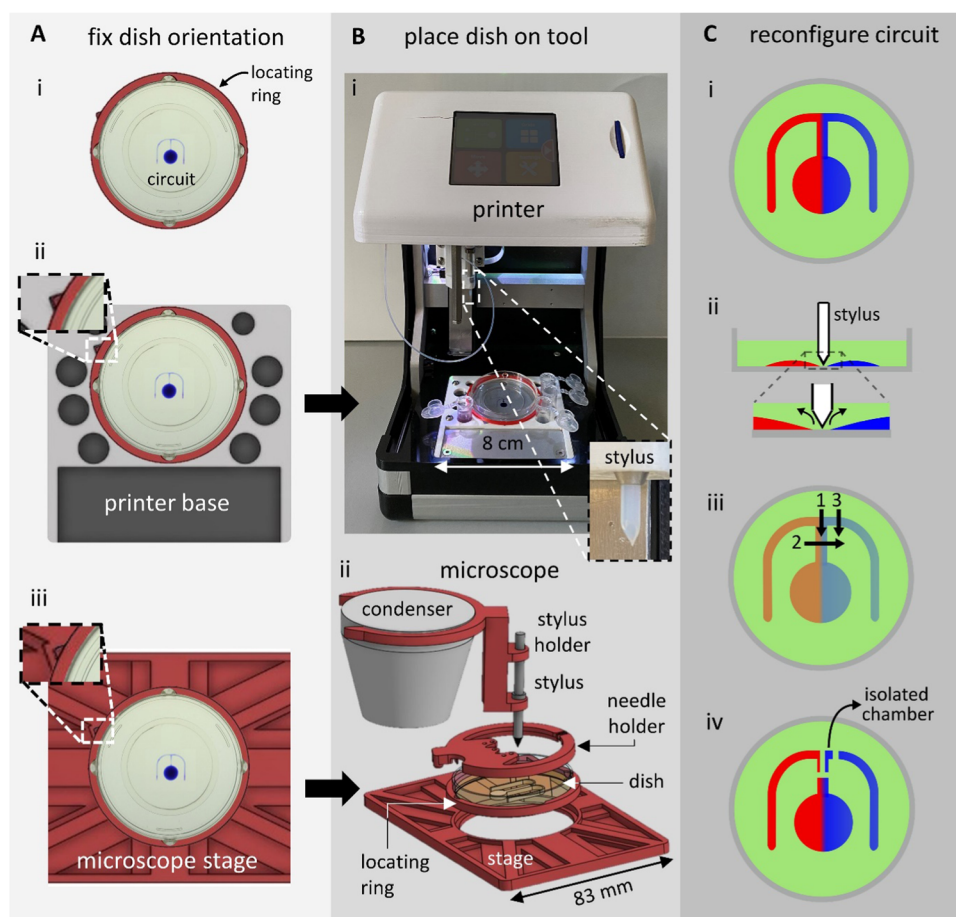 A fix dish orientation
i
locating
ring
circuit
ii
printer base
iii
microscope stage
B place dish on tool
i
printer
8 cm
stylus
ii
microscope
condenser
stylus
holder
stylus
needle
holder
dish
locating
ring
stage
83 mm
C reconfigure circuit
i
ii
stylus
iii
1 3
2
iv
isolated
chamber